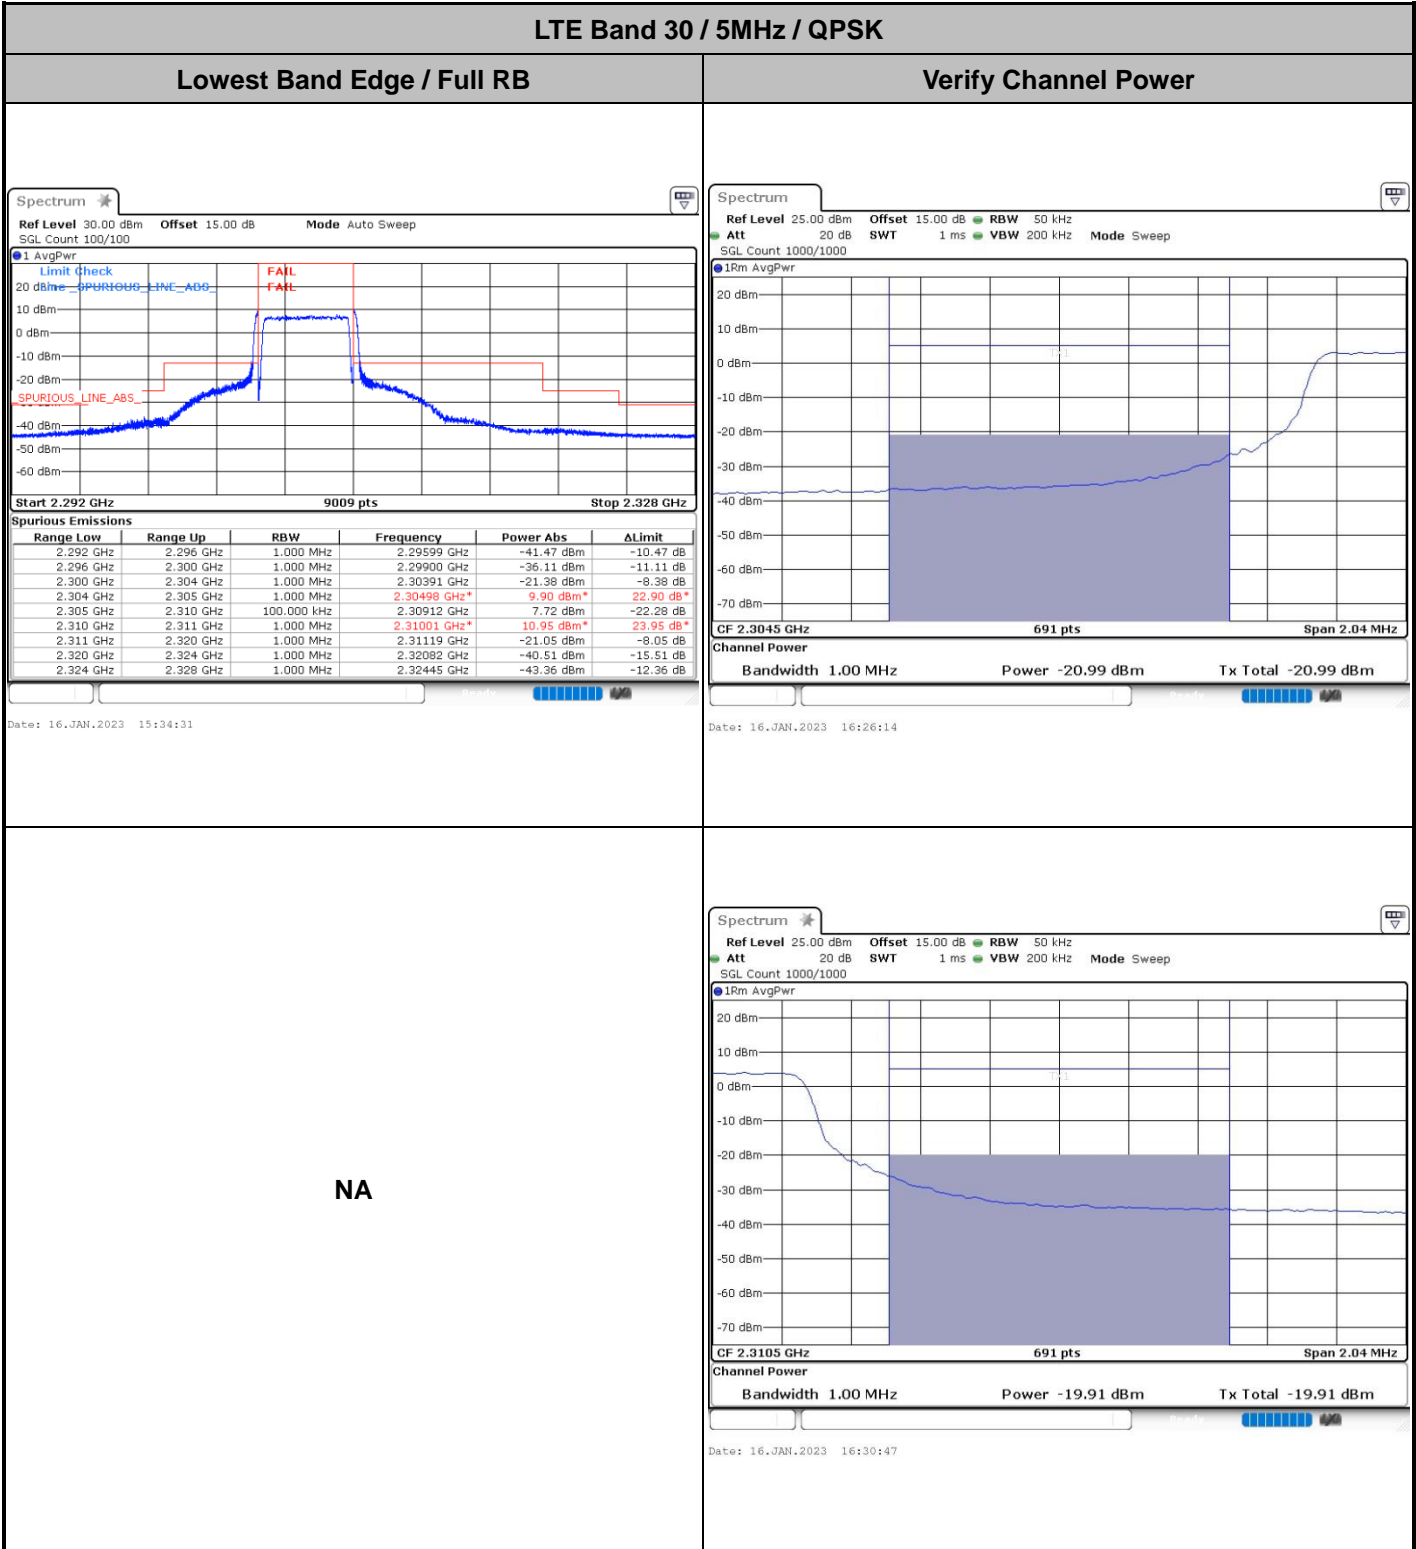 LTE Band 30 / 5MHz / QPSK
Lowest Band Edge / Full RB
Verify Channel Power
Spectrum
Ref Level 30.00 dBm Offset 15.00 dB Mode Auto Sweep
SGL Count 100/100
1 AvgPwr
Limit Check FAIL
Line _SPURIOUS_LINE_ABS_ FAIL
20 dBm
10 dBm
0 dBm
-10 dBm
-20 dBm
_SPURIOUS_LINE_ABS_
-40 dBm
-50 dBm
-60 dBm
Start 2.292 GHz 9009 pts Stop 2.328 GHz
Spurious Emissions
Range Low Range Up RBW Frequency Power Abs ΔLimit
2.292 GHz 2.296 GHz 1.000 MHz 2.29599 GHz -41.47 dBm -10.47 dB
2.296 GHz 2.300 GHz 1.000 MHz 2.29900 GHz -36.11 dBm -11.11 dB
2.300 GHz 2.304 GHz 1.000 MHz 2.30391 GHz -21.38 dBm -8.38 dB
2.304 GHz 2.305 GHz 1.000 MHz 2.30498 GHz* 9.90 dBm* 22.90 dB*
2.305 GHz 2.310 GHz 100.000 kHz 2.30912 GHz 7.72 dBm -22.28 dB
2.310 GHz 2.311 GHz 1.000 MHz 2.31001 GHz* 10.95 dBm* 23.95 dB*
2.311 GHz 2.320 GHz 1.000 MHz 2.31119 GHz -21.05 dBm -8.05 dB
2.320 GHz 2.324 GHz 1.000 MHz 2.32082 GHz -40.51 dBm -15.51 dB
2.324 GHz 2.328 GHz 1.000 MHz 2.32445 GHz -43.36 dBm -12.36 dB
Ready
Date: 16.JAN.2023 15:34:31
Spectrum
Ref Level 25.00 dBm Offset 15.00 dB RBW 50 kHz
Att 20 dB SWT 1 ms VBW 200 kHz Mode Sweep
SGL Count 1000/1000
1Rm AvgPwr
20 dBm
10 dBm
Tx1
0 dBm
-10 dBm
-20 dBm
-30 dBm
-40 dBm
-50 dBm
-60 dBm
-70 dBm
CF 2.3045 GHz 691 pts Span 2.04 MHz
Channel Power
Bandwidth 1.00 MHz Power -20.99 dBm Tx Total -20.99 dBm
Ready
Date: 16.JAN.2023 16:26:14
NA
Spectrum
Ref Level 25.00 dBm Offset 15.00 dB RBW 50 kHz
Att 20 dB SWT 1 ms VBW 200 kHz Mode Sweep
SGL Count 1000/1000
1Rm AvgPwr
20 dBm
10 dBm
Tx1
0 dBm
-10 dBm
-20 dBm
-30 dBm
-40 dBm
-50 dBm
-60 dBm
-70 dBm
CF 2.3105 GHz 691 pts Span 2.04 MHz
Channel Power
Bandwidth 1.00 MHz Power -19.91 dBm Tx Total -19.91 dBm
Ready
Date: 16.JAN.2023 16:30:47